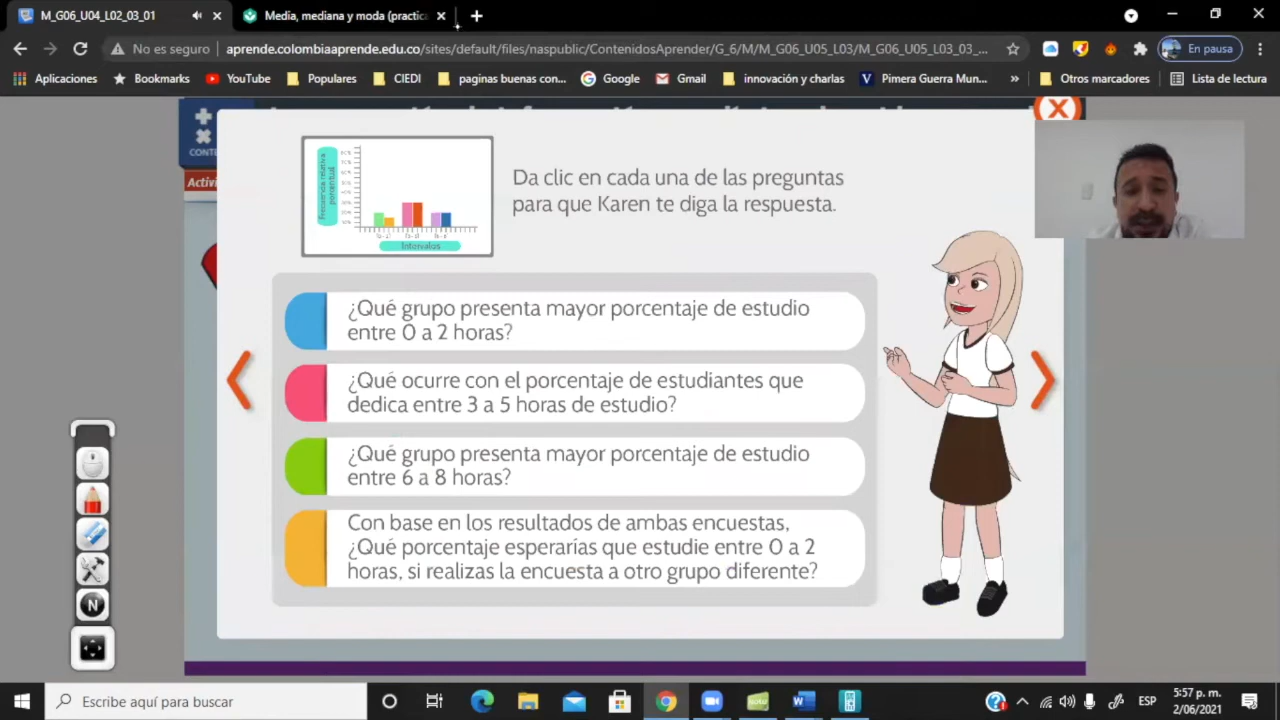 M_G06_U04_L02_03_01
Media, mediana y moda (practica
No es seguro
aprende.colombiaaprende.edu.co/sites/default/files/naspublic/ContenidosAprender/G_6/M/M_G06_U05_L03/M_G06_U05_L03_03_...
En pausa
Aplicaciones
Bookmarks
YouTube
Populares
CIEDI
paginas buenas con...
Google
Gmail
innovación y charlas
Pimera Guerra Mun...
»
Otros marcadores
Lista de lectura
CONTE
Activi
Frecuencia relativa
porcentual
Intervalos
Da clic en cada una de las preguntas
para que Karen te diga la respuesta.
¿Qué grupo presenta mayor porcentaje de estudio
entre 0 a 2 horas?
¿Qué ocurre con el porcentaje de estudiantes que
dedica entre 3 a 5 horas de estudio?
¿Qué grupo presenta mayor porcentaje de estudio
entre 6 a 8 horas?
Con base en los resultados de ambas encuestas,
¿Qué porcentaje esperarías que estudie entre 0 a 2
horas, si realizas la encuesta a otro grupo diferente?
N
Escribe aquí para buscar
ESP
5:57 p. m.
2/06/2021